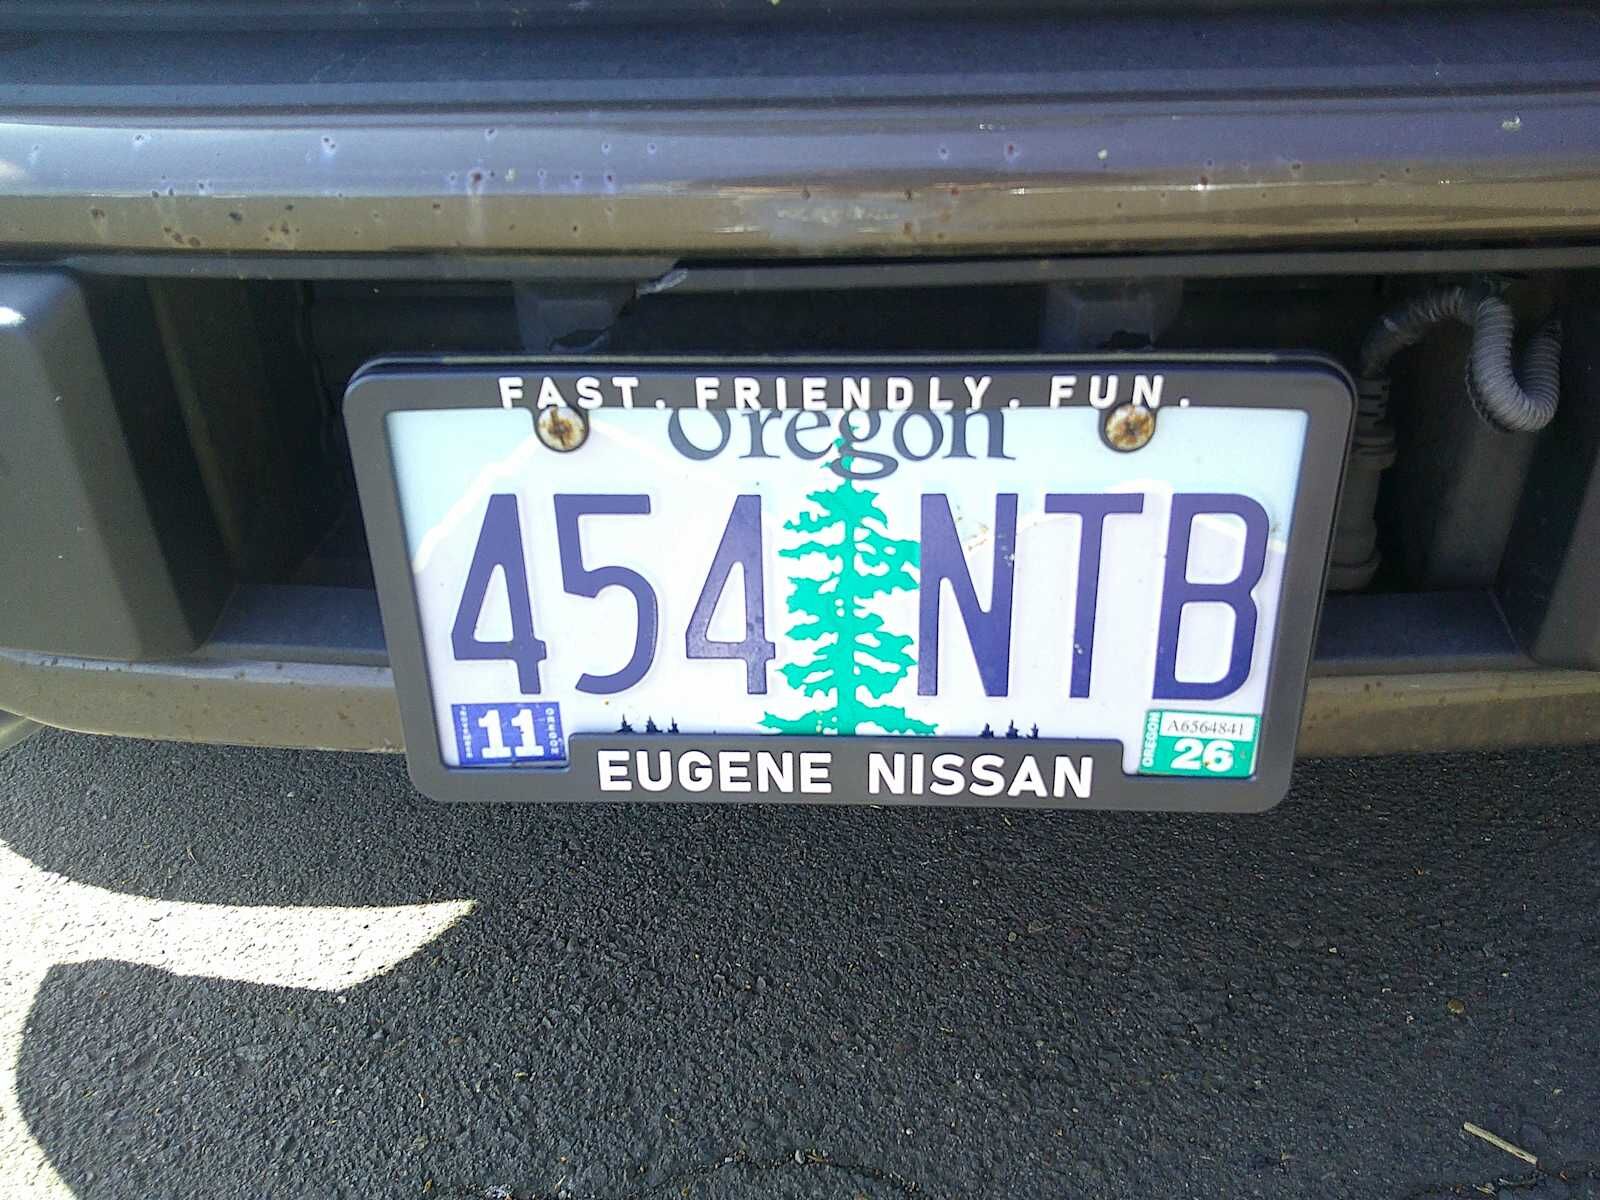 FAST. FRIENDLY. FUN.
Oregon
454 NTB
11
OREGON
A6564841
26
EUGENE NISSAN